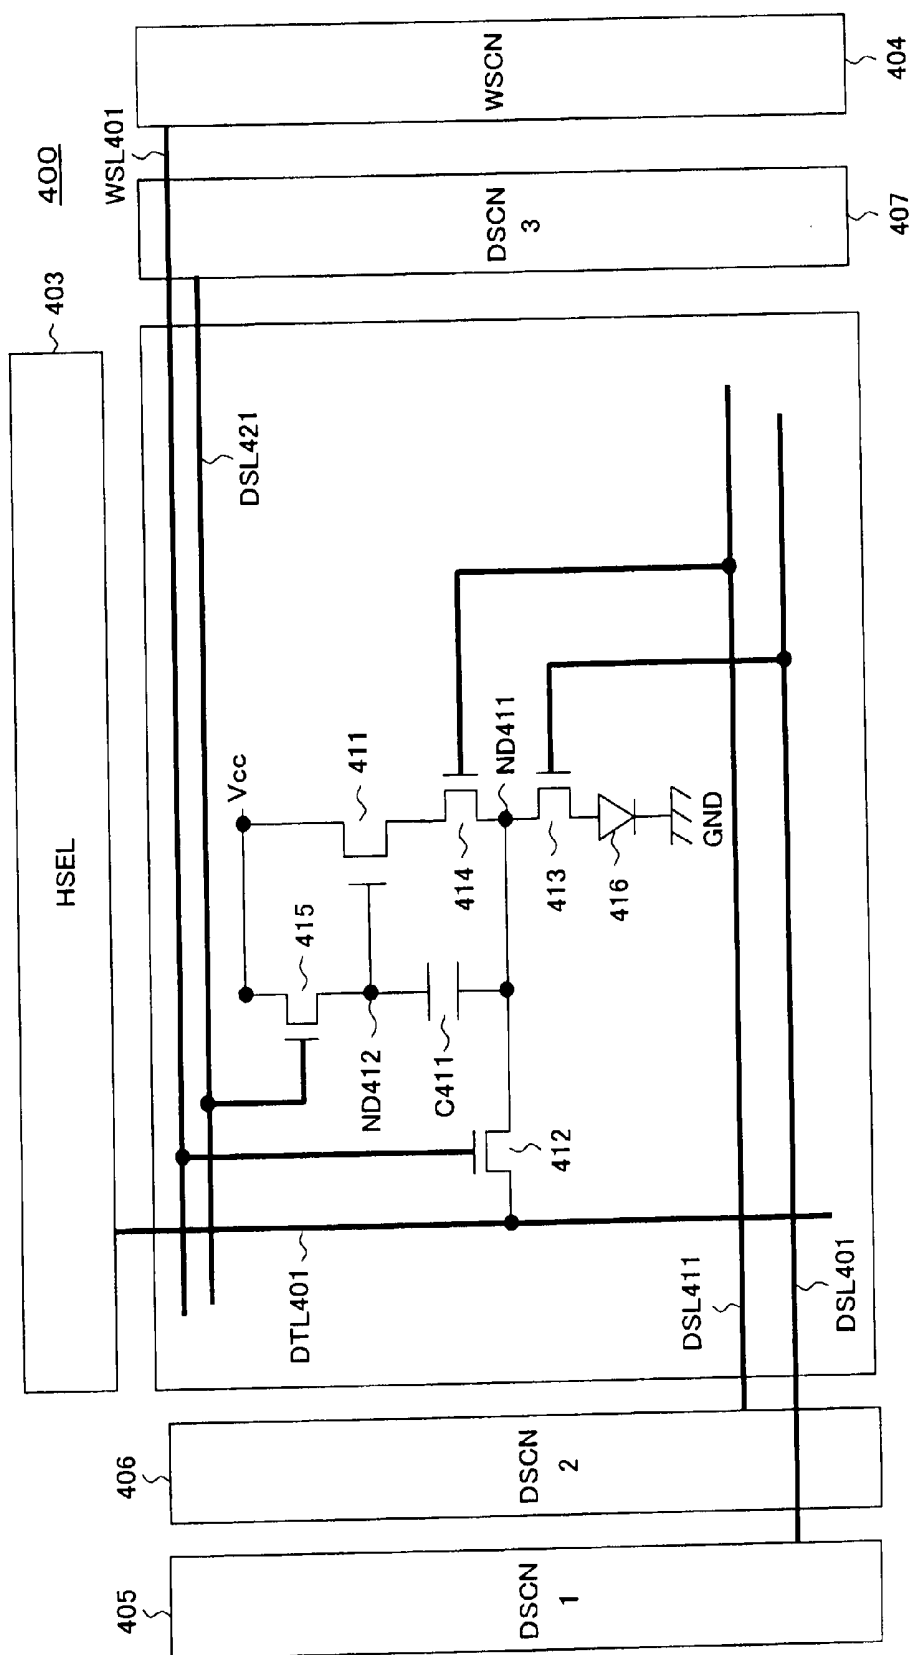 400
HSEL
403
WSL401
WSCN
404
DSCN
3
407
DSL421
Vcc
411
415
ND412
C411
412
414
ND411
413
416
GND
DTL401
DSL411
DSL401
406
DSCN
2
405
DSCN
1